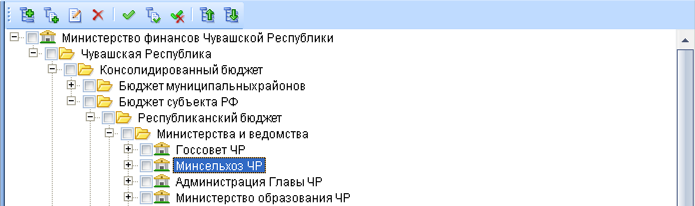 Министерство финансов Чувашской Республики
Чувашская Республика
Консолидированный бюджет
Бюджет муниципальныхрайонов
Бюджет субъекта РФ
Республиканский бюджет
Министерства и ведомства
Госсовет ЧР
Минсельхоз ЧР
Администрация Главы ЧР
Министерство образования ЧР